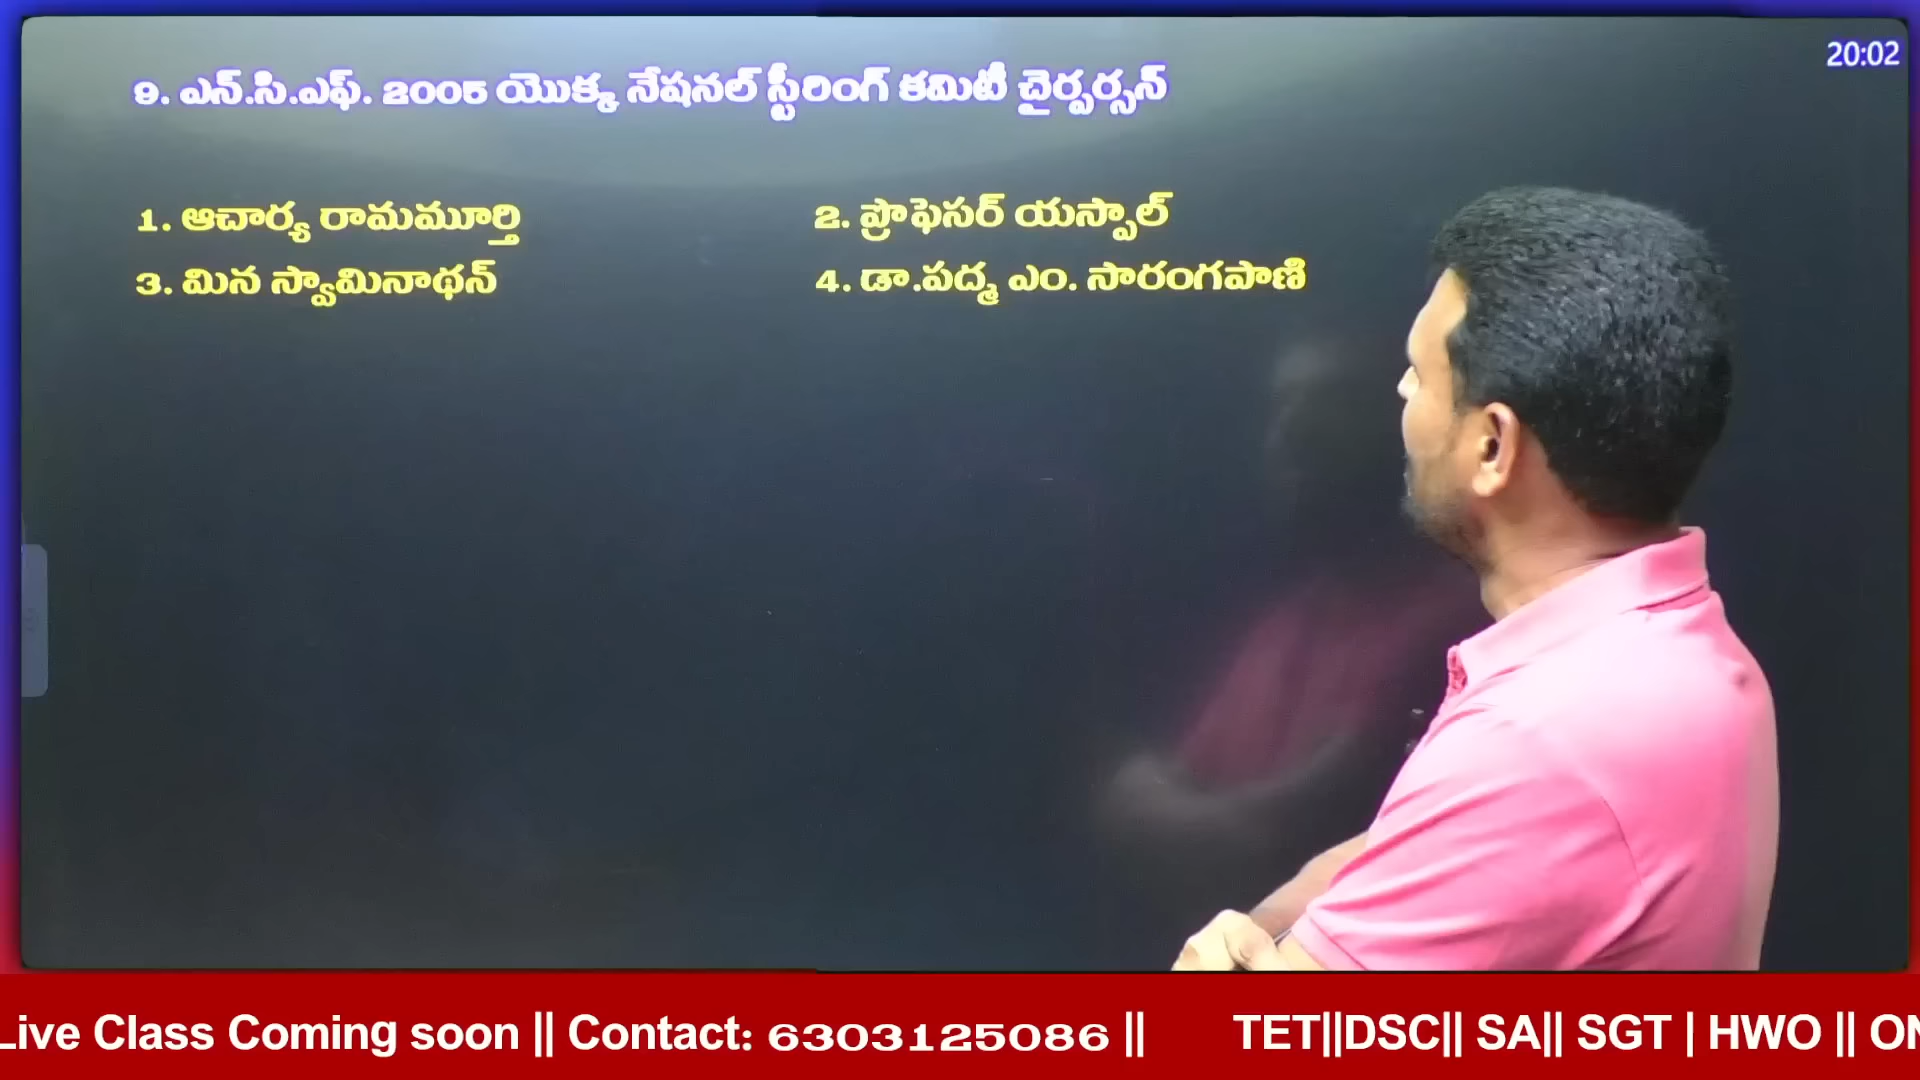 20:02
9. ఎన్.సి.ఎఫ్. 2005 యొక్క నేషనల్ స్టీరింగ్ కమిటీ చైర్పర్సన్
1. ఆచార్య రామమూర్తి 2. ప్రొఫెసర్ యస్పాల్
3. మిన స్వామినాథన్ 4. డా.పద్మ ఎం. సారంగపాణి
Live Class Coming soon || Contact: 6303125086 || TET||DSC|| SA|| SGT | HWO || ON